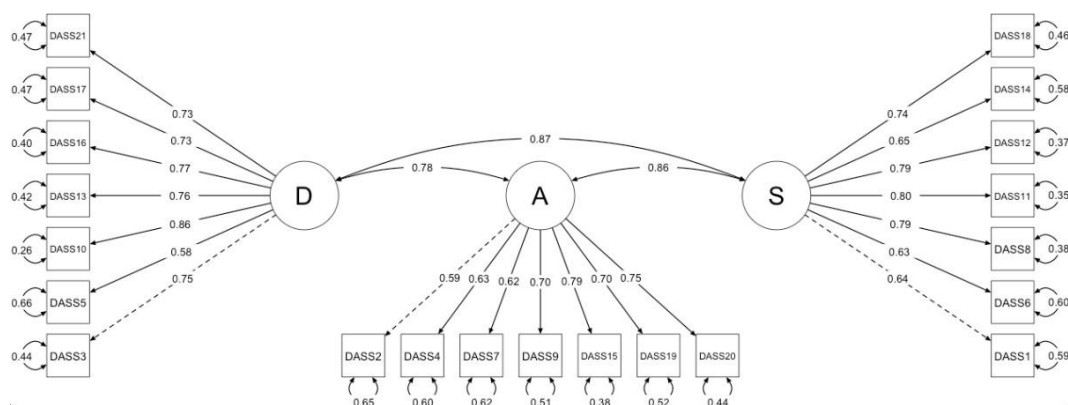 0.47 DASS21 DASS18 0.46
0.73 0.74
0.47 DASS17 DASS14 0.58
0.73 0.65
0.40 DASS16 0.87 DASS12 0.37
0.77 0.78 0.86 0.79
0.42 DASS13 0.76 D A S 0.80 DASS11 0.35
0.86 0.79
0.26 DASS10 DASS8 0.38
0.58 0.63
0.75 0.59 0.63 0.62 0.70 0.79 0.70 0.75 0.64
0.66 DASS5 DASS6 0.60
0.44 DASS3 DASS2 DASS4 DASS7 DASS9 DASS15 DASS19 DASS20 DASS1 0.59
0.65 0.60 0.62 0.51 0.38 0.52 0.44